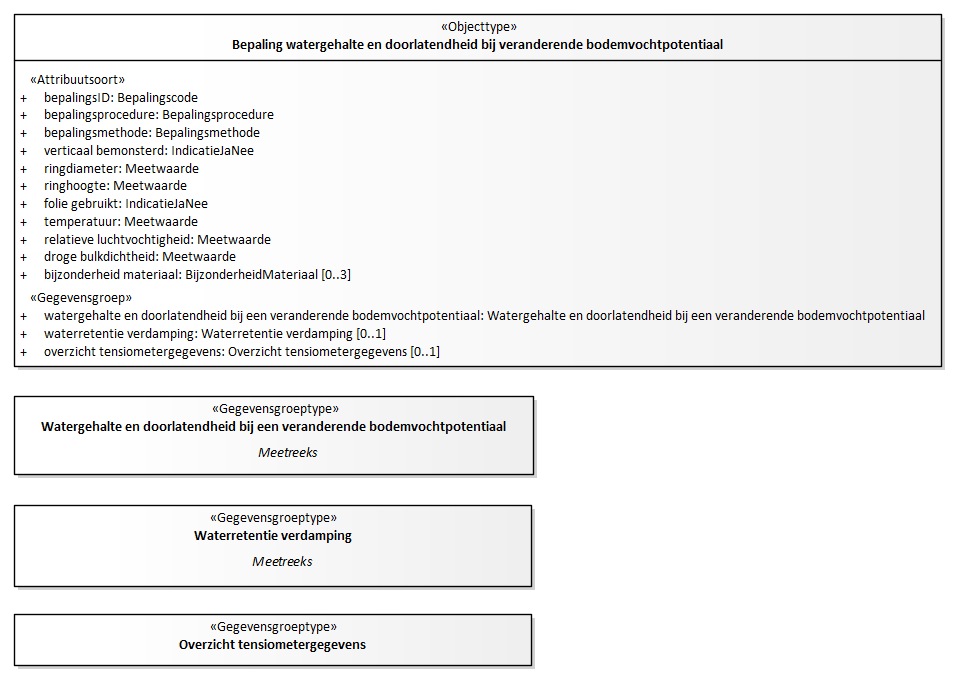 «Objecttype»
Bepaling watergehalte en doorlatendheid bij veranderende bodemvochtpotentiaal
«Attribuutsoort»
+ bepalingsID: Bepalingscode
+ bepalingsprocedure: Bepalingsprocedure
+ bepalingsmethode: Bepalingsmethode
+ verticaal bemonsterd: IndicatieJaNee
+ ringdiameter: Meetwaarde
+ ringhoogte: Meetwaarde
+ folie gebruikt: IndicatieJaNee
+ temperatuur: Meetwaarde
+ relatieve luchtvochtigheid: Meetwaarde
+ droge bulkdichtheid: Meetwaarde
+ bijzonderheid materiaal: BijzonderheidMateriaal [0..3]
«Gegevensgroep»
+ watergehalte en doorlatendheid bij een veranderende bodemvochtpotentiaal: Watergehalte en doorlatendheid bij een veranderende bodemvochtpotentiaal
+ waterretentie verdamping: Waterretentie verdamping [0..1]
+ overzicht tensiometergegevens: Overzicht tensiometergegevens [0..1]
«Gegevensgroeptype»
Watergehalte en doorlatendheid bij een veranderende bodemvochtpotentiaal
Meetreeks
«Gegevensgroeptype»
Waterretentie verdamping
Meetreeks
«Gegevensgroeptype»
Overzicht tensiometergegevens